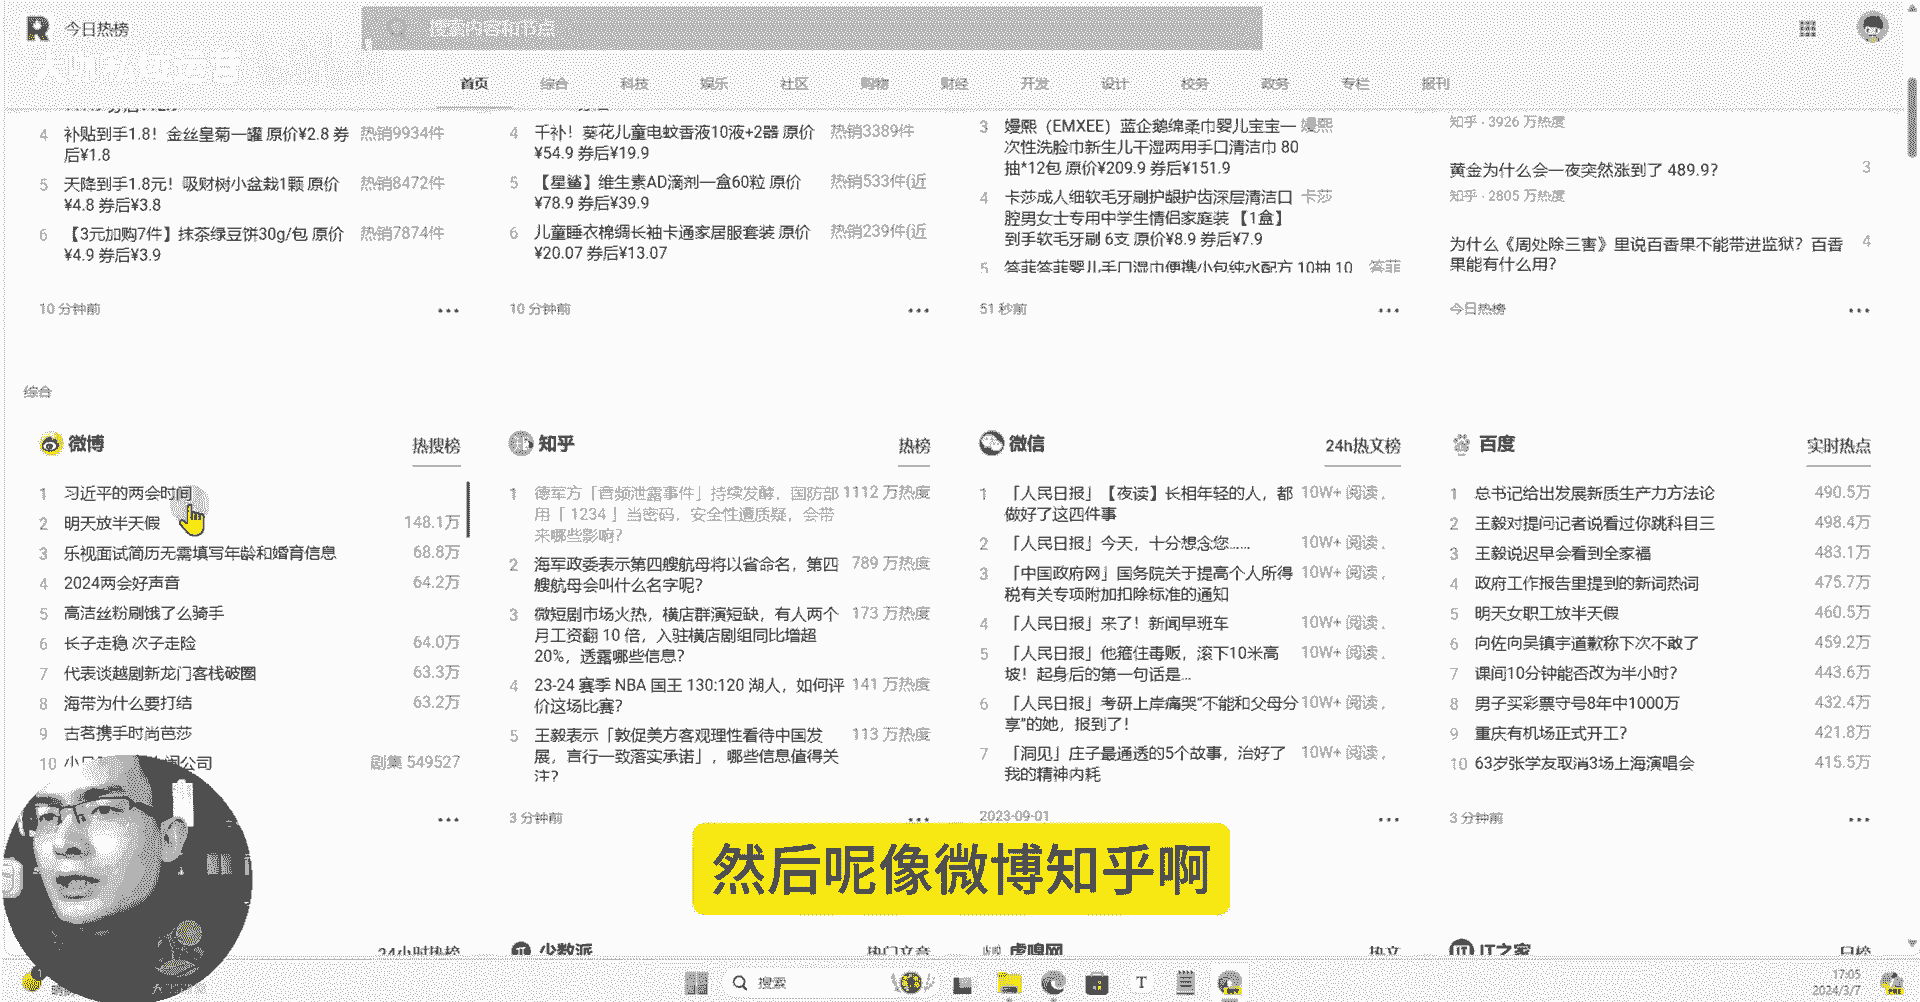 今日热榜
搜索内容和节点
首页 综合 科技 娱乐 社区 购物 财经 开发 设计 校务 政务 专栏 报刊
4 补贴到手1.8！金丝皇菊一罐 原价¥2.8 券 热销9934件
后¥1.8
5 天降到手1.8元！吸财树小盆栽1颗 原价 热销8472件
¥4.8 券后¥3.8
6 【3元加购7件】抹茶绿豆饼30g/包 原价 热销7874件
¥4.9 券后¥3.9
10 分钟前
4 千补！葵花儿童电蚊香液10液+2器 原价 热销3389件
¥54.9 券后¥19.9
5 【星鲨】维生素AD滴剂一盒60粒 原价 热销533件(近
¥78.9 券后¥39.9
6 儿童睡衣棉绸长袖卡通家居服套装 原价 热销239件(近
¥20.07 券后¥13.07
10 分钟前
3 嫚熙（EMXEE）蓝企鹅绵柔巾婴儿宝宝一 嫚熙
次性洗脸巾新生儿干湿两用手口清洁巾 80
抽*12包 原价¥209.9 券后¥151.9
4 卡莎成人细软毛牙刷护龈护齿深层清洁口 卡莎
腔男女士专用中学生情侣家庭装 【1盒】
到手软毛牙刷 6支 原价¥8.9 券后¥7.9
51 秒前
知乎 · 3926 万热度
黄金为什么会一夜突然涨到了 489.9? 3
知乎 · 2805 万热度
为什么《周处除三害》里说百香果不能带进监狱？百香 4
果能有什么用?
今日热榜
综合
微博 热搜榜
1 习近平的两会时间
2 明天放半天假 148.1万
3 乐视面试简历无需填写年龄和婚育信息 68.8万
4 2024两会好声音 64.2万
5 高洁丝粉刷饿了么骑手
6 长子走稳 次子走险 64.0万
7 代表谈越剧新龙门客栈破圈 63.3万
8 海带为什么要打结 63.2万
9 古茗携手时尚芭莎
10 剧集 549527
知乎 热榜
1 德军方「音频泄露事件」持续发酵，国防部 1112 万热度
用「 1234 」当密码，安全性遭质疑，会带
来哪些影响?
2 海军政委表示第四艘航母将以省命名，第四 789 万热度
艘航母会叫什么名字呢?
3 微短剧市场火热，横店群演短缺，有人两个 173 万热度
月工资翻 10 倍，入驻横店剧组同比增超
20%，透露哪些信息?
4 23-24 赛季 NBA 国王 130:120 湖人，如何评 141 万热度
价这场比赛?
5 王毅表示「敦促美方客观理性看待中国发 113 万热度
展，言行一致落实承诺」，哪些信息值得关
注?
3 分钟前
微信 24h热文榜
1 「人民日报」【夜读】长相年轻的人，都 10W+ 阅读 .
做好了这四件事
2 「人民日报」今天，十分想念您…… 10W+ 阅读 .
3 「中国政府网」国务院关于提高个人所得 10W+ 阅读 .
税有关专项附加扣除标准的通知
4 「人民日报」来了！新闻早班车 10W+ 阅读 .
5 「人民日报」他箍住毒贩，滚下10米高 10W+ 阅读 .
坡！起身后的第一句话是…
6 「人民日报」考研上岸痛哭“不能和父母分 10W+ 阅读 .
享”的她，报到了！
7 「洞见」庄子最通透的5个故事，治好了 10W+ 阅读 .
我的精神内耗
2023-09-01
百度 实时热点
1 总书记给出发展新质生产力方法论 490.5万
2 王毅对提问记者说看过你跳科目三 498.4万
3 王毅说迟早会看到全家福 483.1万
4 政府工作报告里提到的新词热词 475.7万
5 明天女职工放半天假 460.5万
6 向佐向吴镇宇道歉称下次不敢了 459.2万
7 课间10分钟能否改为半小时? 443.6万
8 男子买彩票守号8年中1000万 432.4万
9 重庆有机场正式开工? 421.8万
10 63岁张学友取消3场上海演唱会 415.5万
3 分钟前
然后呢像微博知乎啊
24小时热榜
少数派 热门文章
虎嗅网 热文
IT之家 日榜
搜索
17:05
2024/3/7